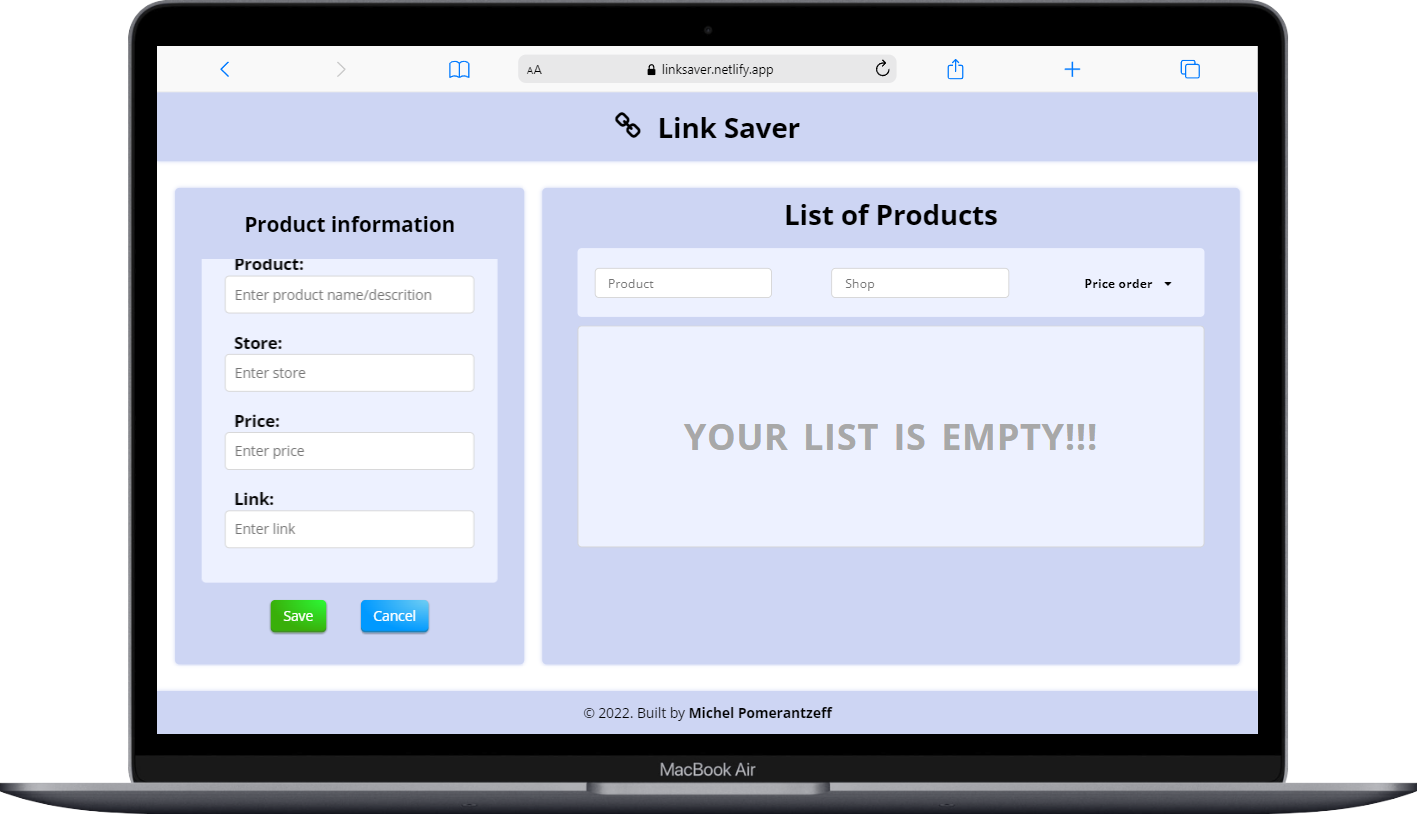 AA linksaver.netlify.app
Link Saver
Product information
Product:
Enter product name/descrition
Store:
Enter store
Price:
Enter price
Link:
Enter link
Save Cancel
List of Products
Product Shop Price order
YOUR LIST IS EMPTY!!!
© 2022. Built by Michel Pomerantzeff
MacBook Air